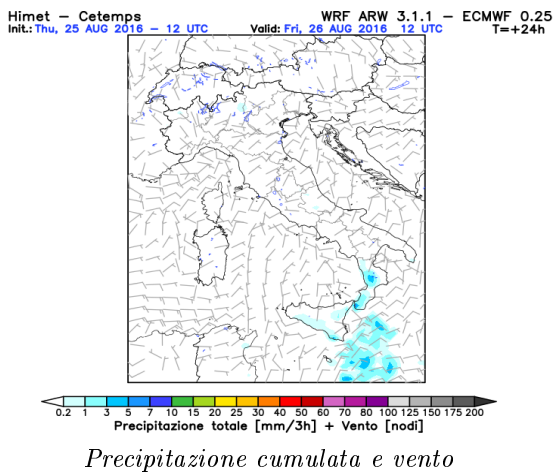 Himet – Cetemps WRF ARW 3.1.1 – ECMWF 0.25
Init.: Thu, 25 AUG 2016 – 12 UTC Valid: Fri, 26 AUG 2016 12 UTC T=+24h
0.2 1 3 5 7 10 15 20 25 30 40 50 60 70 80 100 125 150 175 200
Precipitazione totale [mm/3h] + Vento [nodi]
Precipitazione cumulata e vento